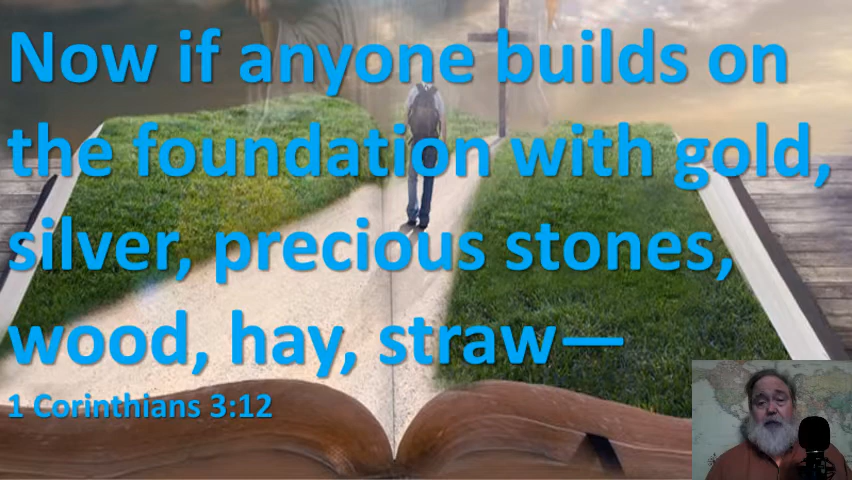 Now if anyone builds on
the foundation with gold,
silver, precious stones,
wood, hay, straw—
1 Corinthians 3:12